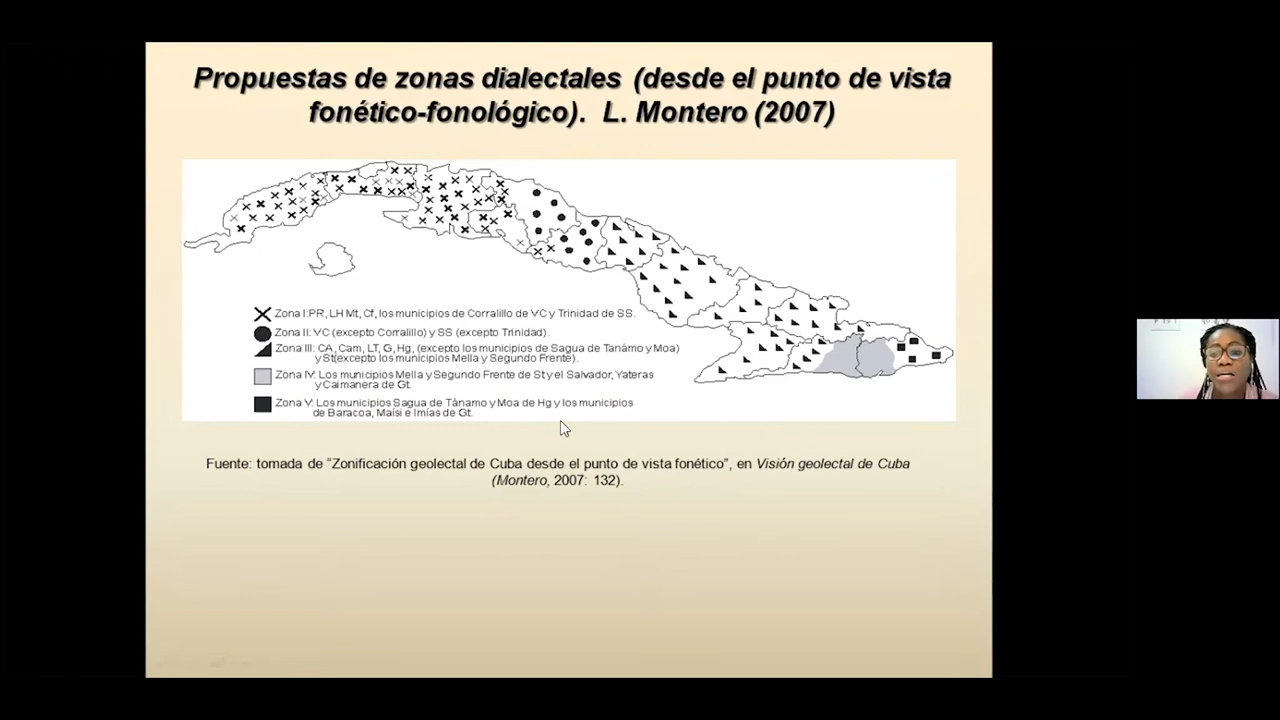 Propuestas de zonas dialectales (desde el punto de vista
fonético-fonológico). L. Montero (2007)
Zona I:PR, LH Mt, Cf, los municipios de Corralillo de VC y Trinidad de SS.
Zona II: VC (excepto Corralillo) y SS (excepto Trinidad).
Zona III: CA, Cam, LT, G, Hg, (excepto los municipios de Sagua de Tanámo y Moa)
y St(excepto los municipios Mella y Segundo Frente).
Zona IV: Los municipios Mella y Segundo Frente de St y el Salvador, Yateras
y Caimanera de Gt.
Zona V: Los municipios Sagua de Tánamo y Moa de Hg y los municipios
de Baracoa, Maísi e Imías de Gt.
Fuente: tomada de “Zonificación geolectal de Cuba desde el punto de vista fonético”, en Visión geolectal de Cuba
(Montero, 2007: 132).